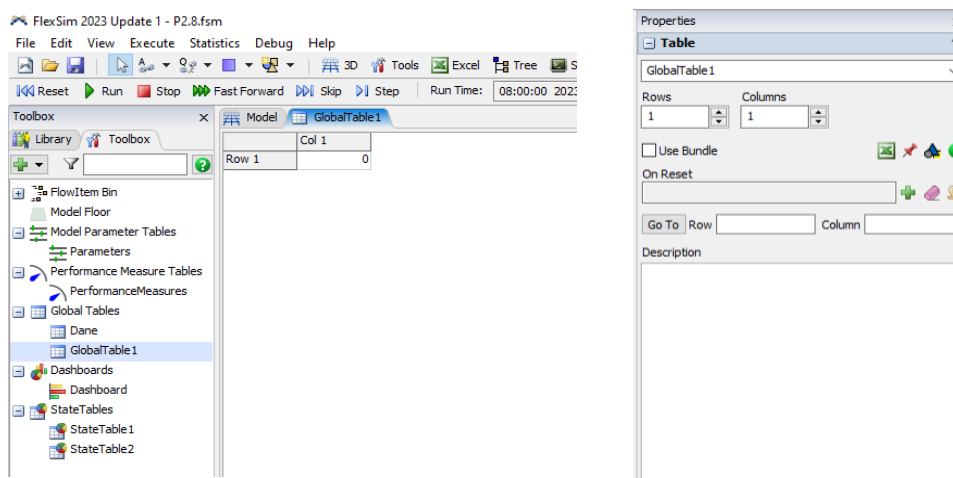 FlexSim 2023 Update 1 - P2.8.fsm
File Edit View Execute Statistics Debug Help
3D Tools Excel Tree S
Reset Run Stop Fast Forward Skip Step Run Time: 08:00:00 2023
Toolbox
Library Toolbox
Model GlobalTable1
Col 1
Row 1 0
FlowItem Bin
Model Floor
Model Parameter Tables
Parameters
Performance Measure Tables
PerformanceMeasures
Global Tables
Dane
GlobalTable1
Dashboards
Dashboard
StateTables
StateTable1
StateTable2
Properties
Table
GlobalTable1
Rows Columns
1 1
Use Bundle
On Reset
Go To Row Column
Description